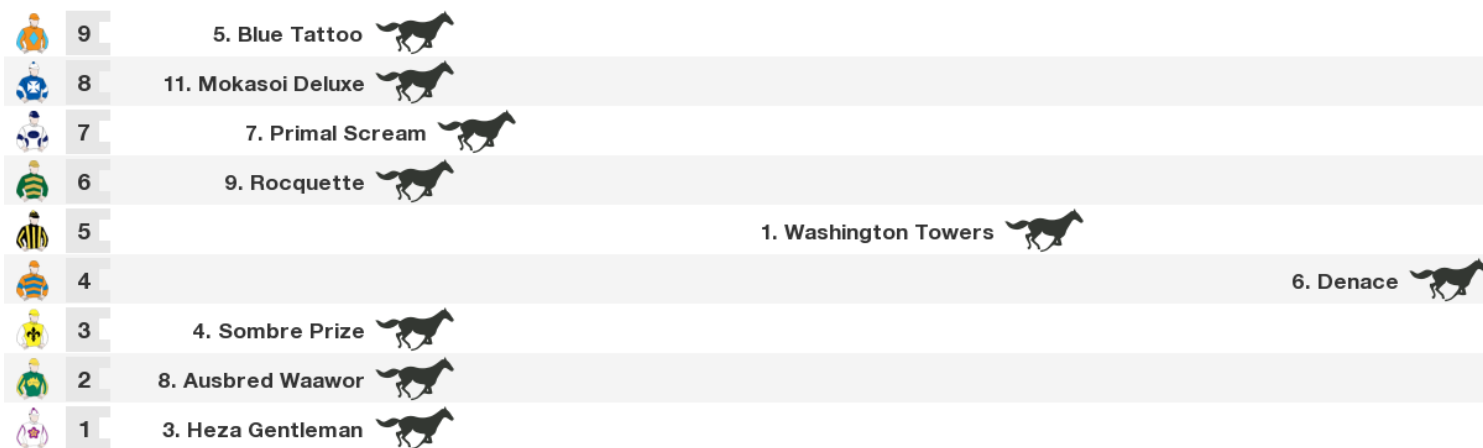 9 5. Blue Tattoo
8 11. Mokasoi Deluxe
7 7. Primal Scream
6 9. Rocquette
5 1. Washington Towers
4 6. Denace
3 4. Sombre Prize
2 8. Ausbred Waawor
1 3. Heza Gentleman